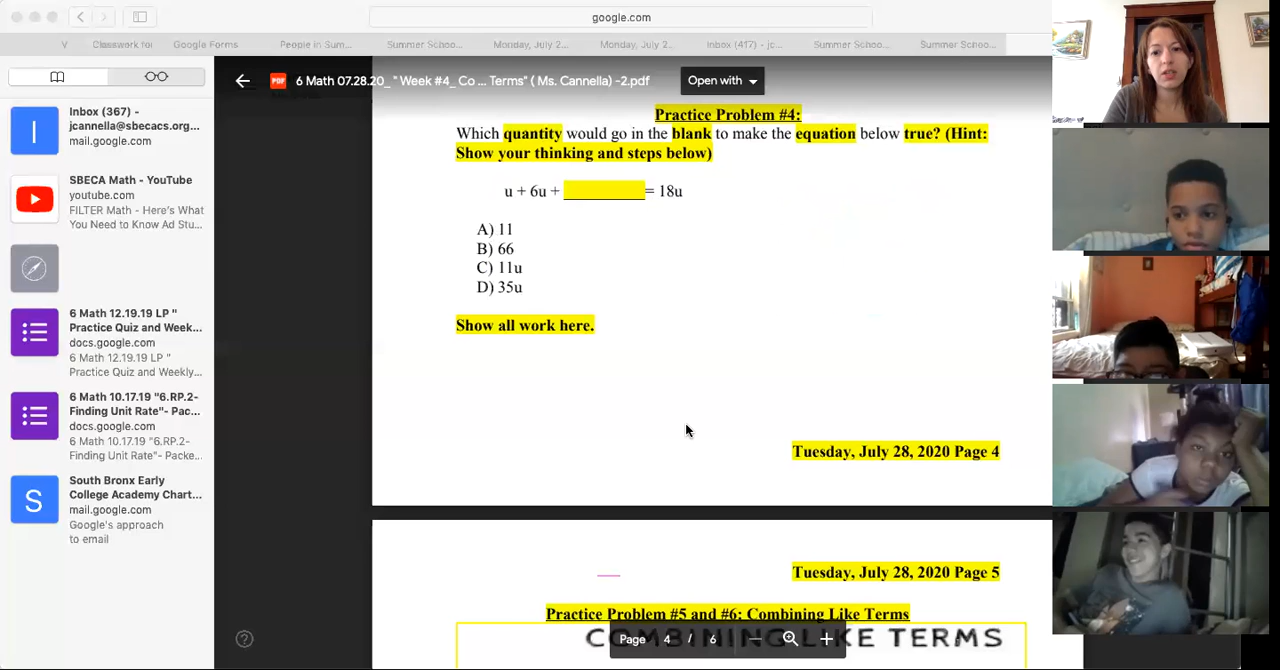 google.com
Classwork for
Google Forms
People in Sum...
Summer Schoo...
Monday, July 2...
Monday, July 2...
Inbox (417) - jc...
Summer Schoo...
Summer Schoo...
6 Math 07.28.20_ " Week #4_ Co ... Terms" ( Ms. Cannella) -2.pdf
Open with
Inbox (367) -
jcannella@sbecacs.org...
mail.google.com
SBECA Math - YouTube
youtube.com
FILTER Math - Here's What
You Need to Know Ad Stu...
6 Math 12.19.19 LP "
Practice Quiz and Week...
docs.google.com
6 Math 12.19.19 LP "
Practice Quiz and Weekly...
6 Math 10.17.19 "6.RP.2-
Finding Unit Rate"- Pac...
docs.google.com
6 Math 10.17.19 "6.RP.2-
Finding Unit Rate"- Packe...
South Bronx Early
College Academy Chart...
mail.google.com
Google's approach
to email
Practice Problem #4:
Which quantity would go in the blank to make the equation below true? (Hint:
Show your thinking and steps below)
u + 6u + ________ = 18u
A) 11
B) 66
C) 11u
D) 35u
Show all work here.
Tuesday, July 28, 2020 Page 4
Tuesday, July 28, 2020 Page 5
Practice Problem #5 and #6: Combining Like Terms
COMBINING LIKE TERMS
Page 4 / 6